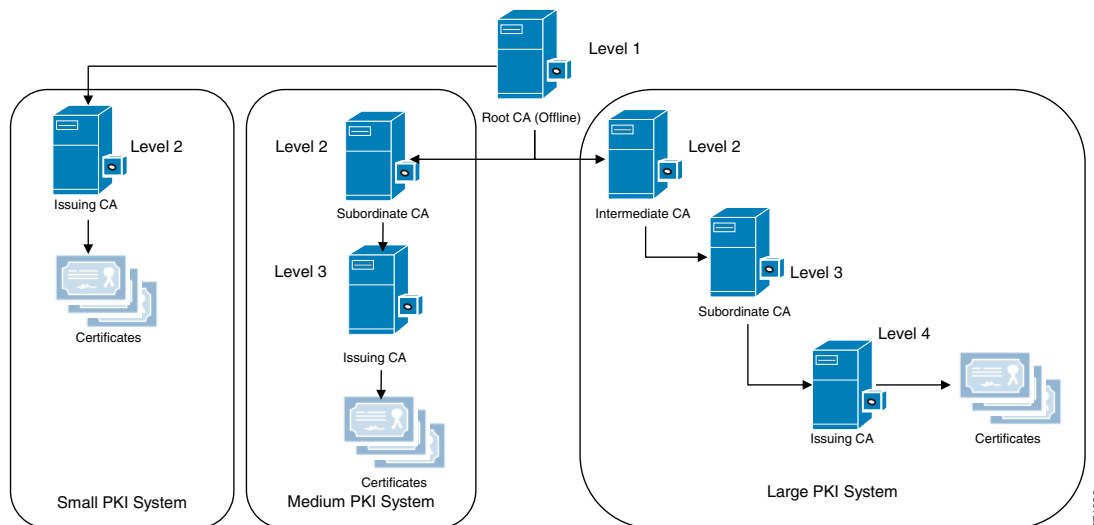 Level 1
Root CA (Offline)
Level 2
Issuing CA
Certificates
Small PKI System
Level 2
Subordinate CA
Level 3
Issuing CA
Certificates
Medium PKI System
Level 2
Intermediate CA
Level 3
Subordinate CA
Level 4
Issuing CA
Certificates
Large PKI System